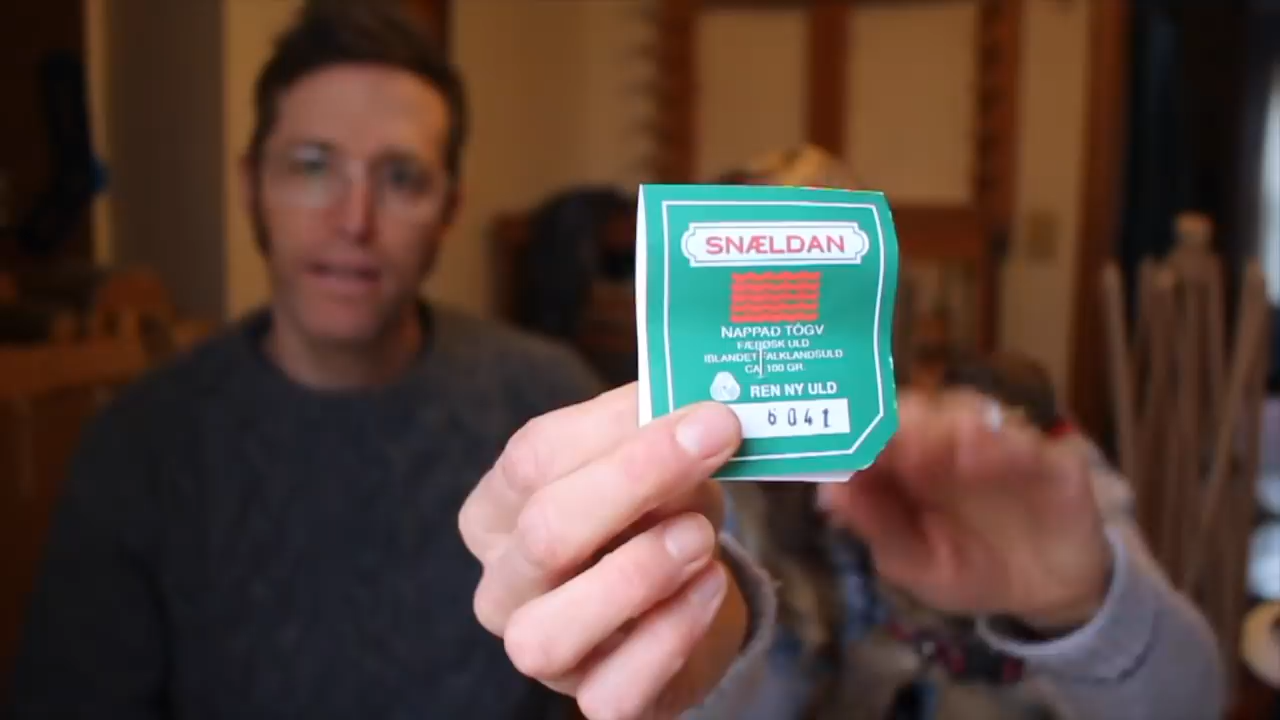 SNÆLDAN
NAPPAD TÓGV
FÆRØSK ULD
IBLANDET FALKLANDSULD
CA. 100 GR.
REN NY ULD
6041